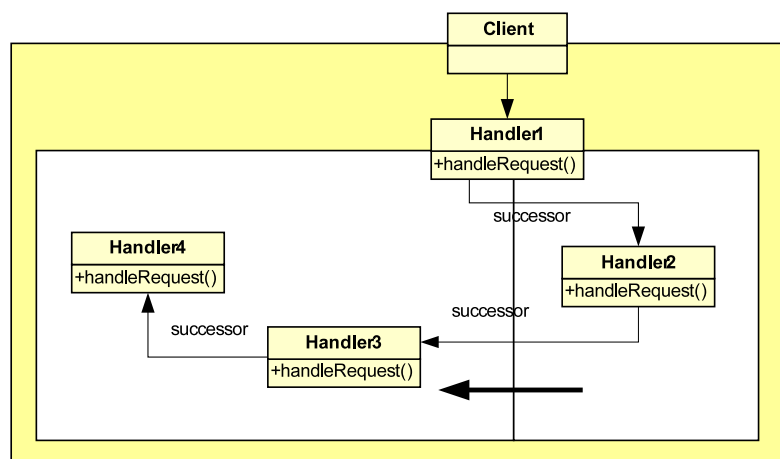 Client
Handler1
+handleRequest()
successor
Handler4
+handleRequest()
Handler2
+handleRequest()
successor
successor
Handler3
+handleRequest()